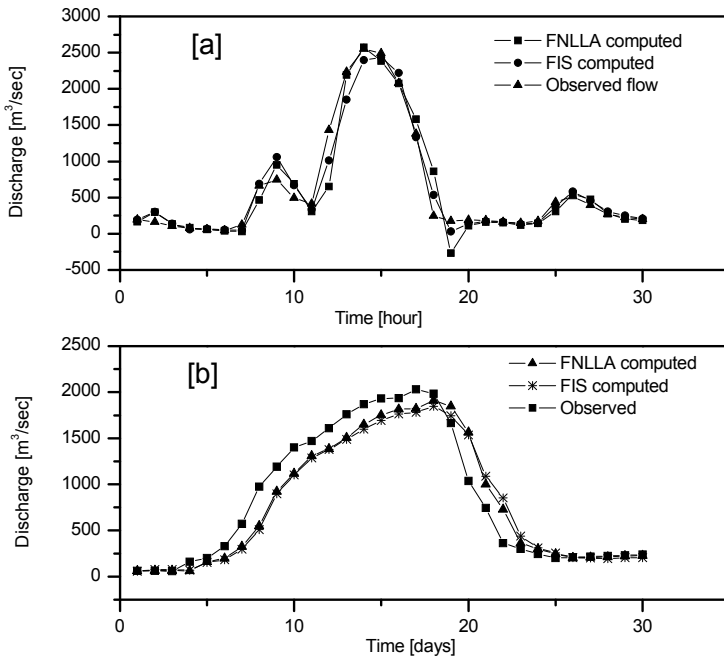 3000
2500
2000
1500
1000
500
0
-500
[a]
FNLLA computed
FIS computed
Observed flow
Discharge [m³/sec]
0 10 20 30
Time [hour]
2500
2000
1500
1000
500
0
[b]
FNLLA computed
FIS computed
Observed
Discharge [m³/sec]
0 10 20 30
Time [days]